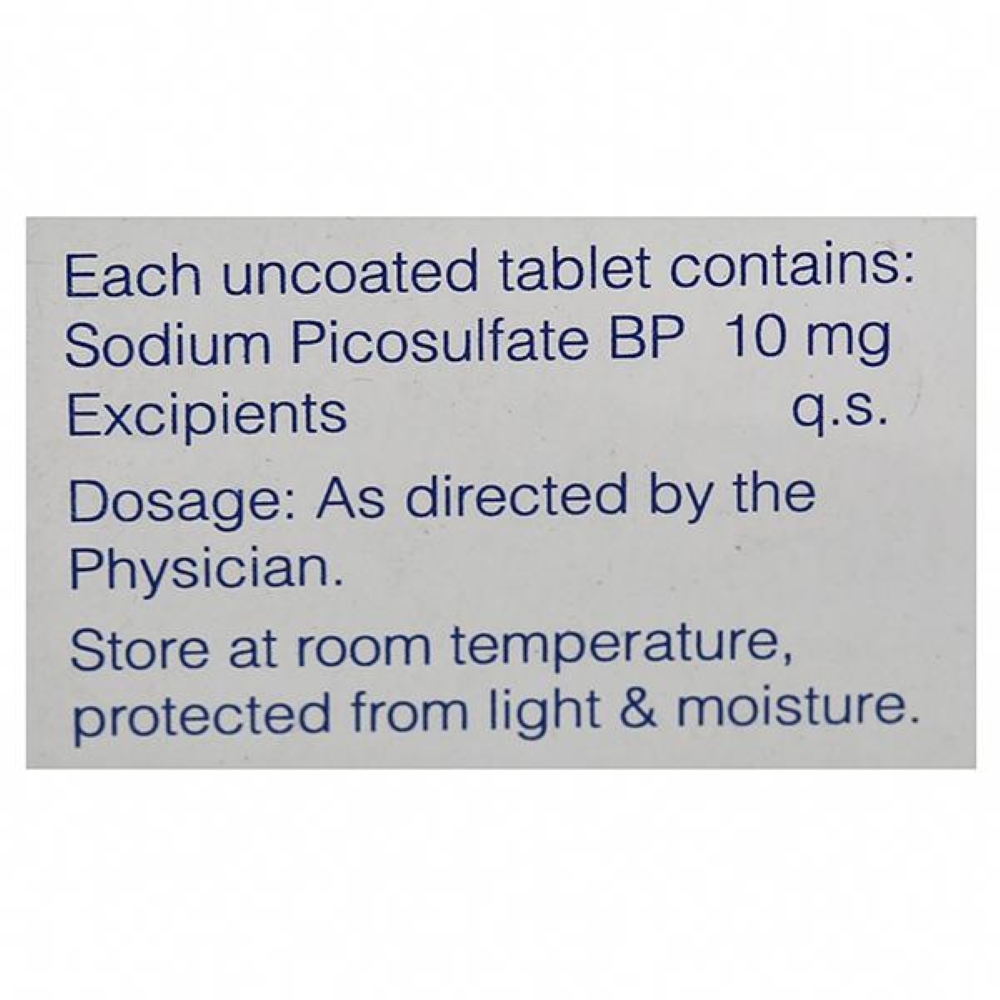 Each uncoated tablet contains:
Sodium Picosulfate BP 10 mg
Excipients q.s.
Dosage: As directed by the
Physician.
Store at room temperature,
protected from light & moisture.